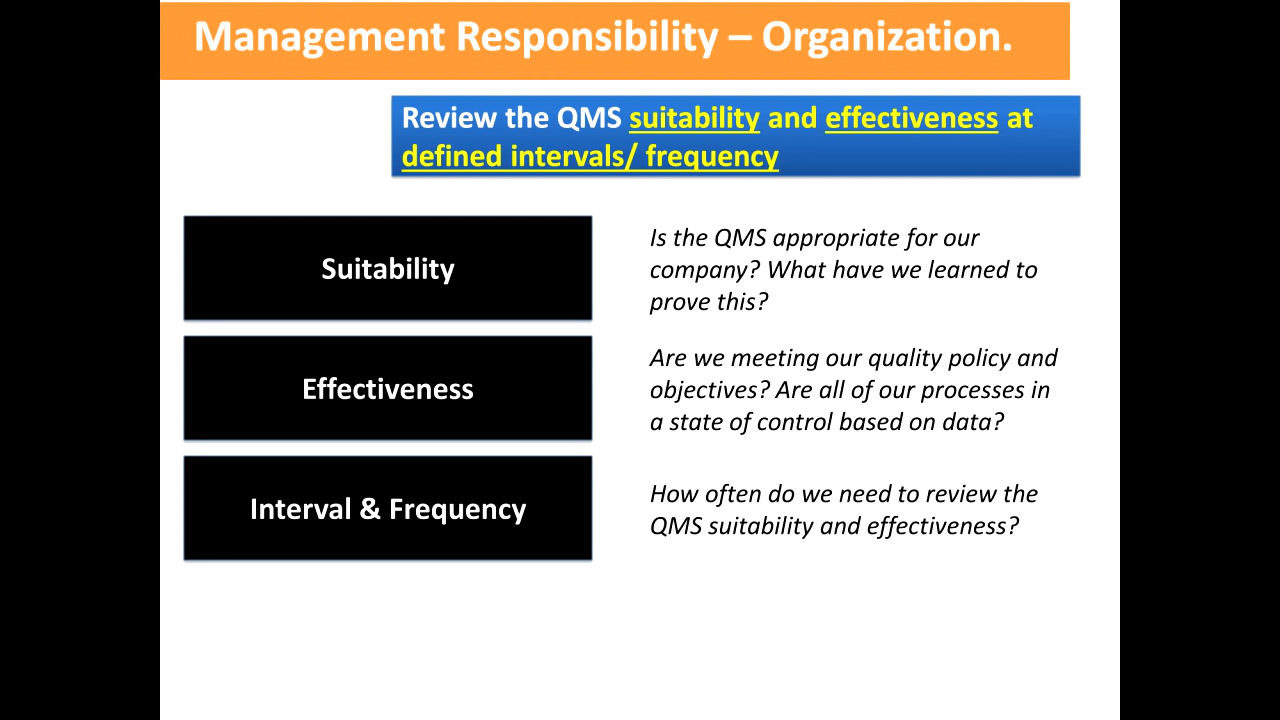 Management Responsibility – Organization.
Review the QMS suitability and effectiveness at
defined intervals/ frequency
Suitability
Is the QMS appropriate for our
company? What have we learned to
prove this?
Effectiveness
Are we meeting our quality policy and
objectives? Are all of our processes in
a state of control based on data?
Interval & Frequency
How often do we need to review the
QMS suitability and effectiveness?